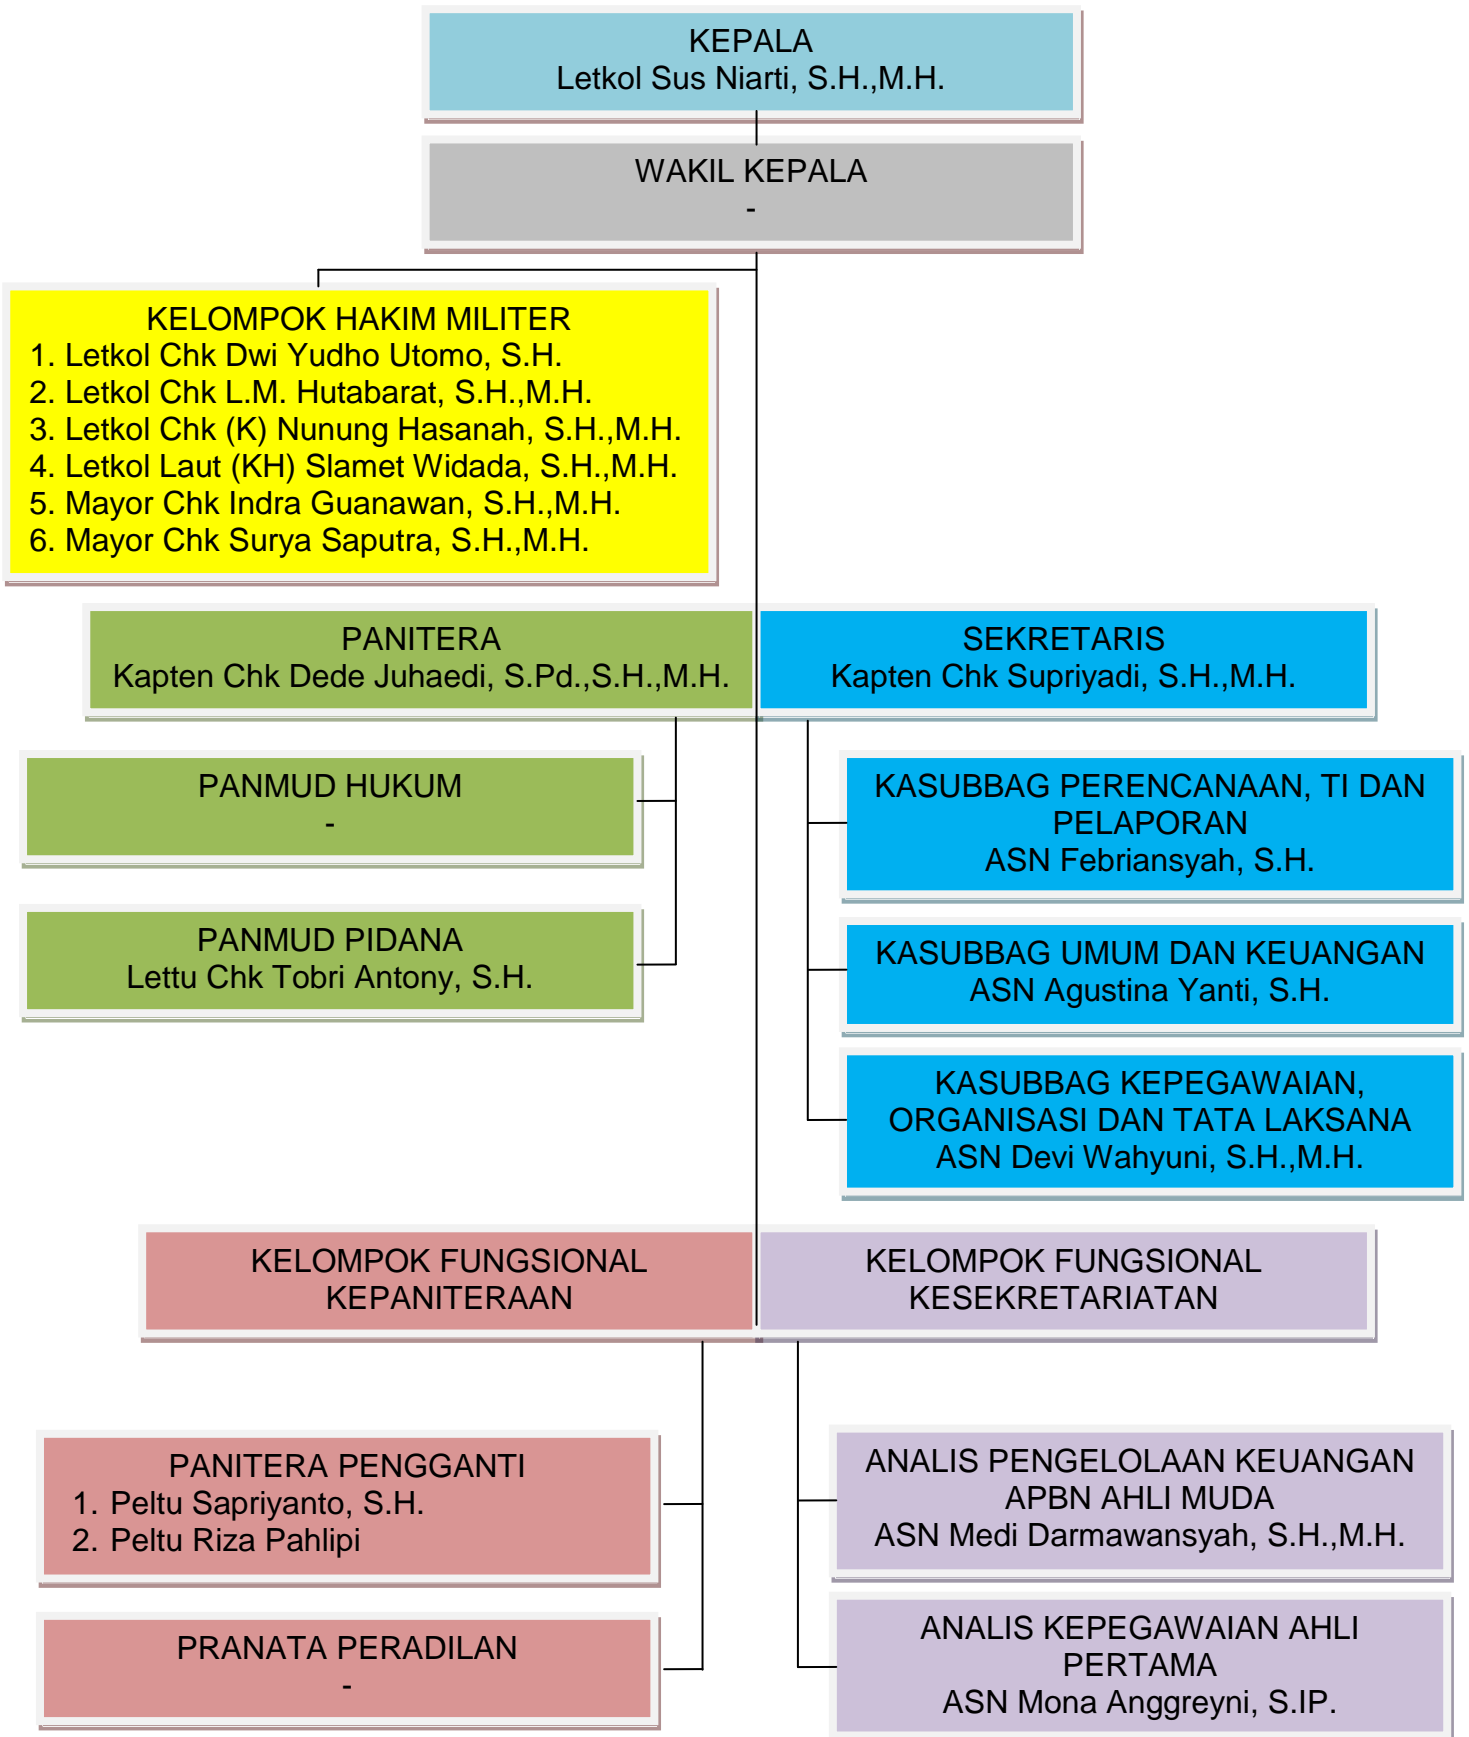 KEPALA
Letkol Sus Niarti, S.H.,M.H.
WAKIL KEPALA
-
KELOMPOK HAKIM MILITER
1. Letkol Chk Dwi Yudho Utomo, S.H.
2. Letkol Chk L.M. Hutabarat, S.H.,M.H.
3. Letkol Chk (K) Nunung Hasanah, S.H.,M.H.
4. Letkol Laut (KH) Slamet Widada, S.H.,M.H.
5. Mayor Chk Indra Guanawan, S.H.,M.H.
6. Mayor Chk Surya Saputra, S.H.,M.H.
PANITERA
Kapten Chk Dede Juhaedi, S.Pd.,S.H.,M.H.
SEKRETARIS
Kapten Chk Supriyadi, S.H.,M.H.
PANMUD HUKUM
-
PANMUD PIDANA
Lettu Chk Tobri Antony, S.H.
KASUBBAG PERENCANAAN, TI DAN
PELAPORAN
ASN Febriansyah, S.H.
KASUBBAG UMUM DAN KEUANGAN
ASN Agustina Yanti, S.H.
KASUBBAG KEPEGAWAIAN,
ORGANISASI DAN TATA LAKSANA
ASN Devi Wahyuni, S.H.,M.H.
KELOMPOK FUNGSIONAL
KEPANITERAAN
KELOMPOK FUNGSIONAL
KESEKRETARIATAN
PANITERA PENGGANTI
1. Peltu Sapriyanto, S.H.
2. Peltu Riza Pahlipi
PRANATA PERADILAN
-
ANALIS PENGELOLAAN KEUANGAN
APBN AHLI MUDA
ASN Medi Darmawansyah, S.H.,M.H.
ANALIS KEPEGAWAIAN AHLI
PERTAMA
ASN Mona Anggreyni, S.IP.